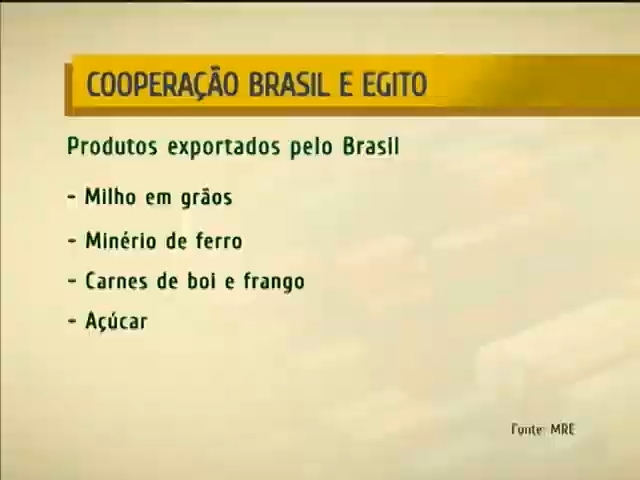 COOPERAÇÃO BRASIL E EGITO
Produtos exportados pelo Brasil
- Milho em grãos
- Minério de ferro
- Carnes de boi e frango
- Açúcar
Fonte: MRE